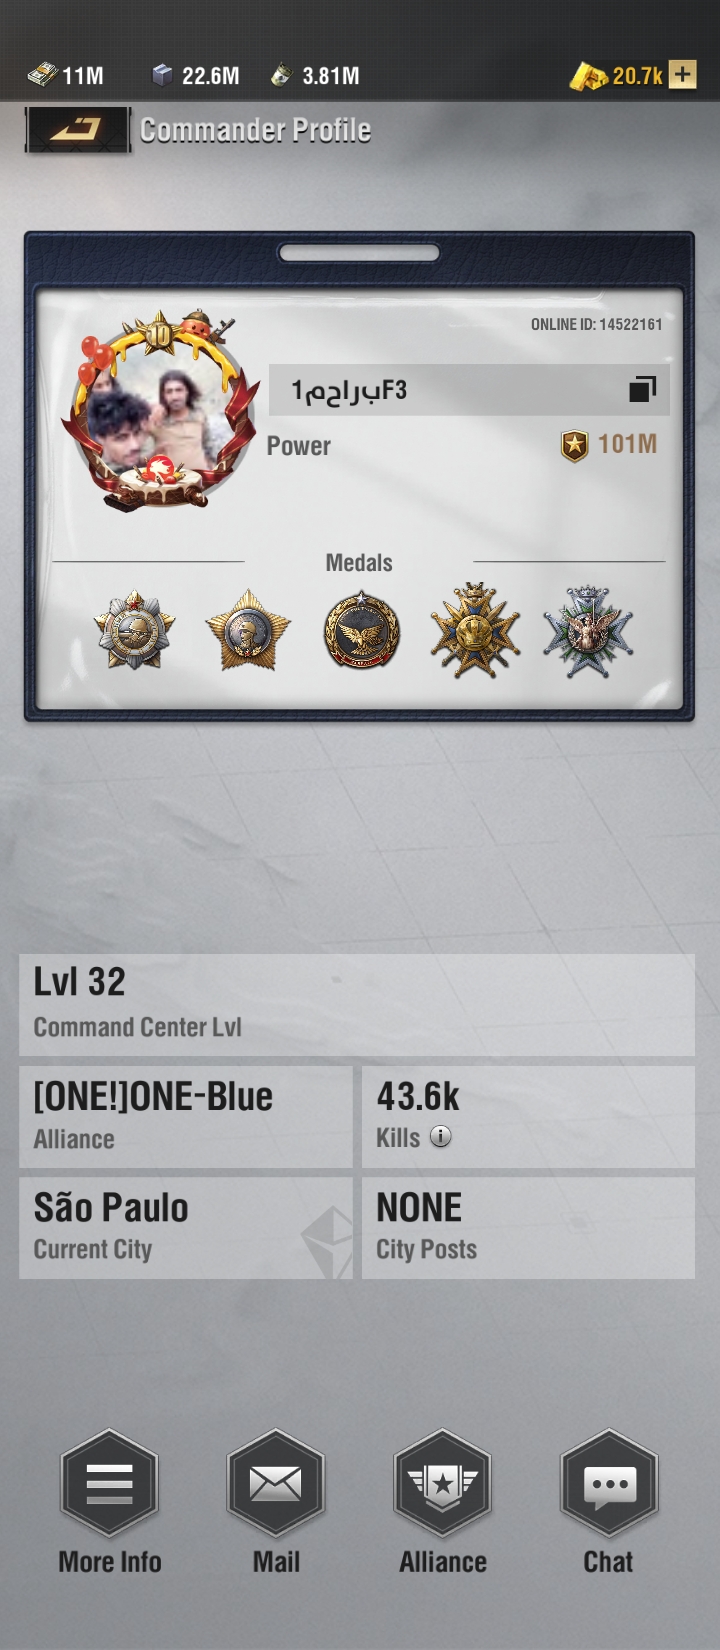 11M 22.6M 3.81M 20.7k +
Commander Profile
10
ONLINE ID: 14522161
1محاربF3
Power 101M
Medals
Lvl 32
Command Center Lvl
[ONE!]ONE-Blue
Alliance
43.6k
Kills
São Paulo
Current City
NONE
City Posts
More Info Mail Alliance Chat